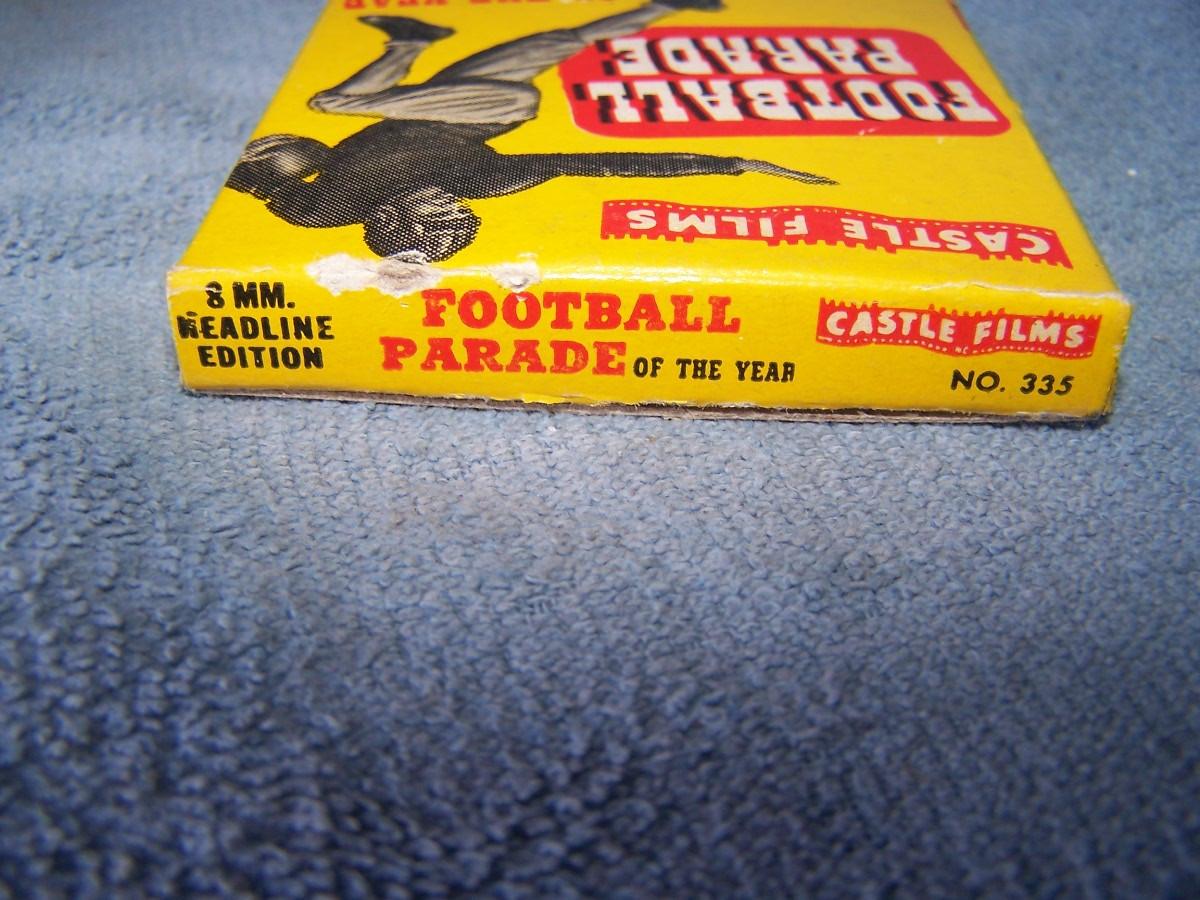 FOOTBALL
PARADE
CASTLE FILMS
8 MM.
HEADLINE
EDITION
FOOTBALL
PARADE OF THE YEAR
CASTLE FILMS
NO. 335